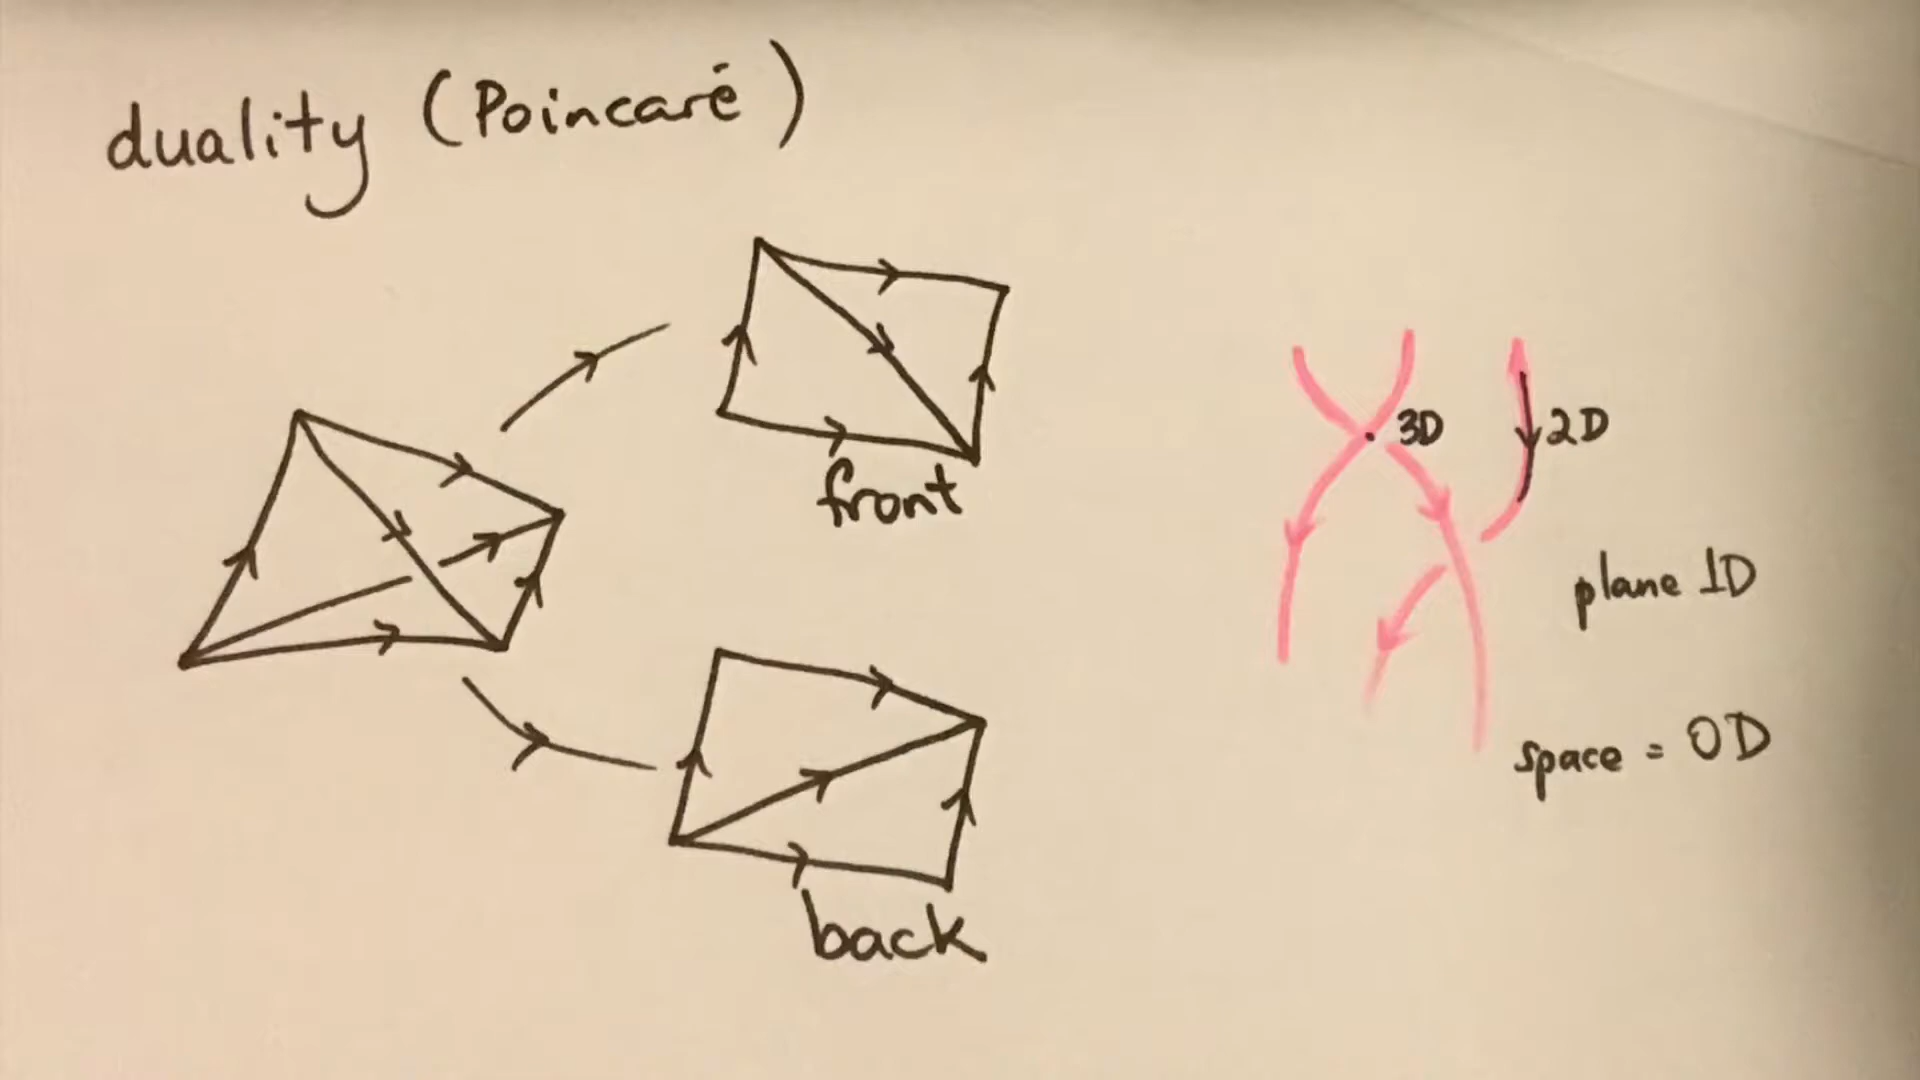 duality (Poincaré)
front
3D
2D
plane 1D
space = 0D
back